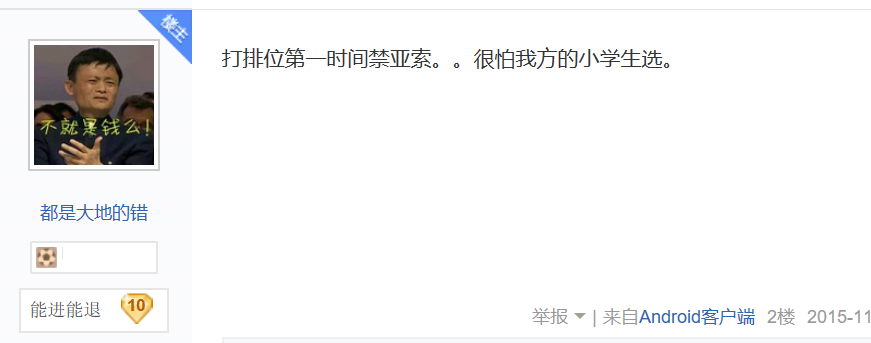 楼主
打排位第一时间禁亚索。。很怕我方的小学生选。
不就是钱么!
都是大地的错
能进能退 10
举报 | 来自Android客户端 2楼 2015-11